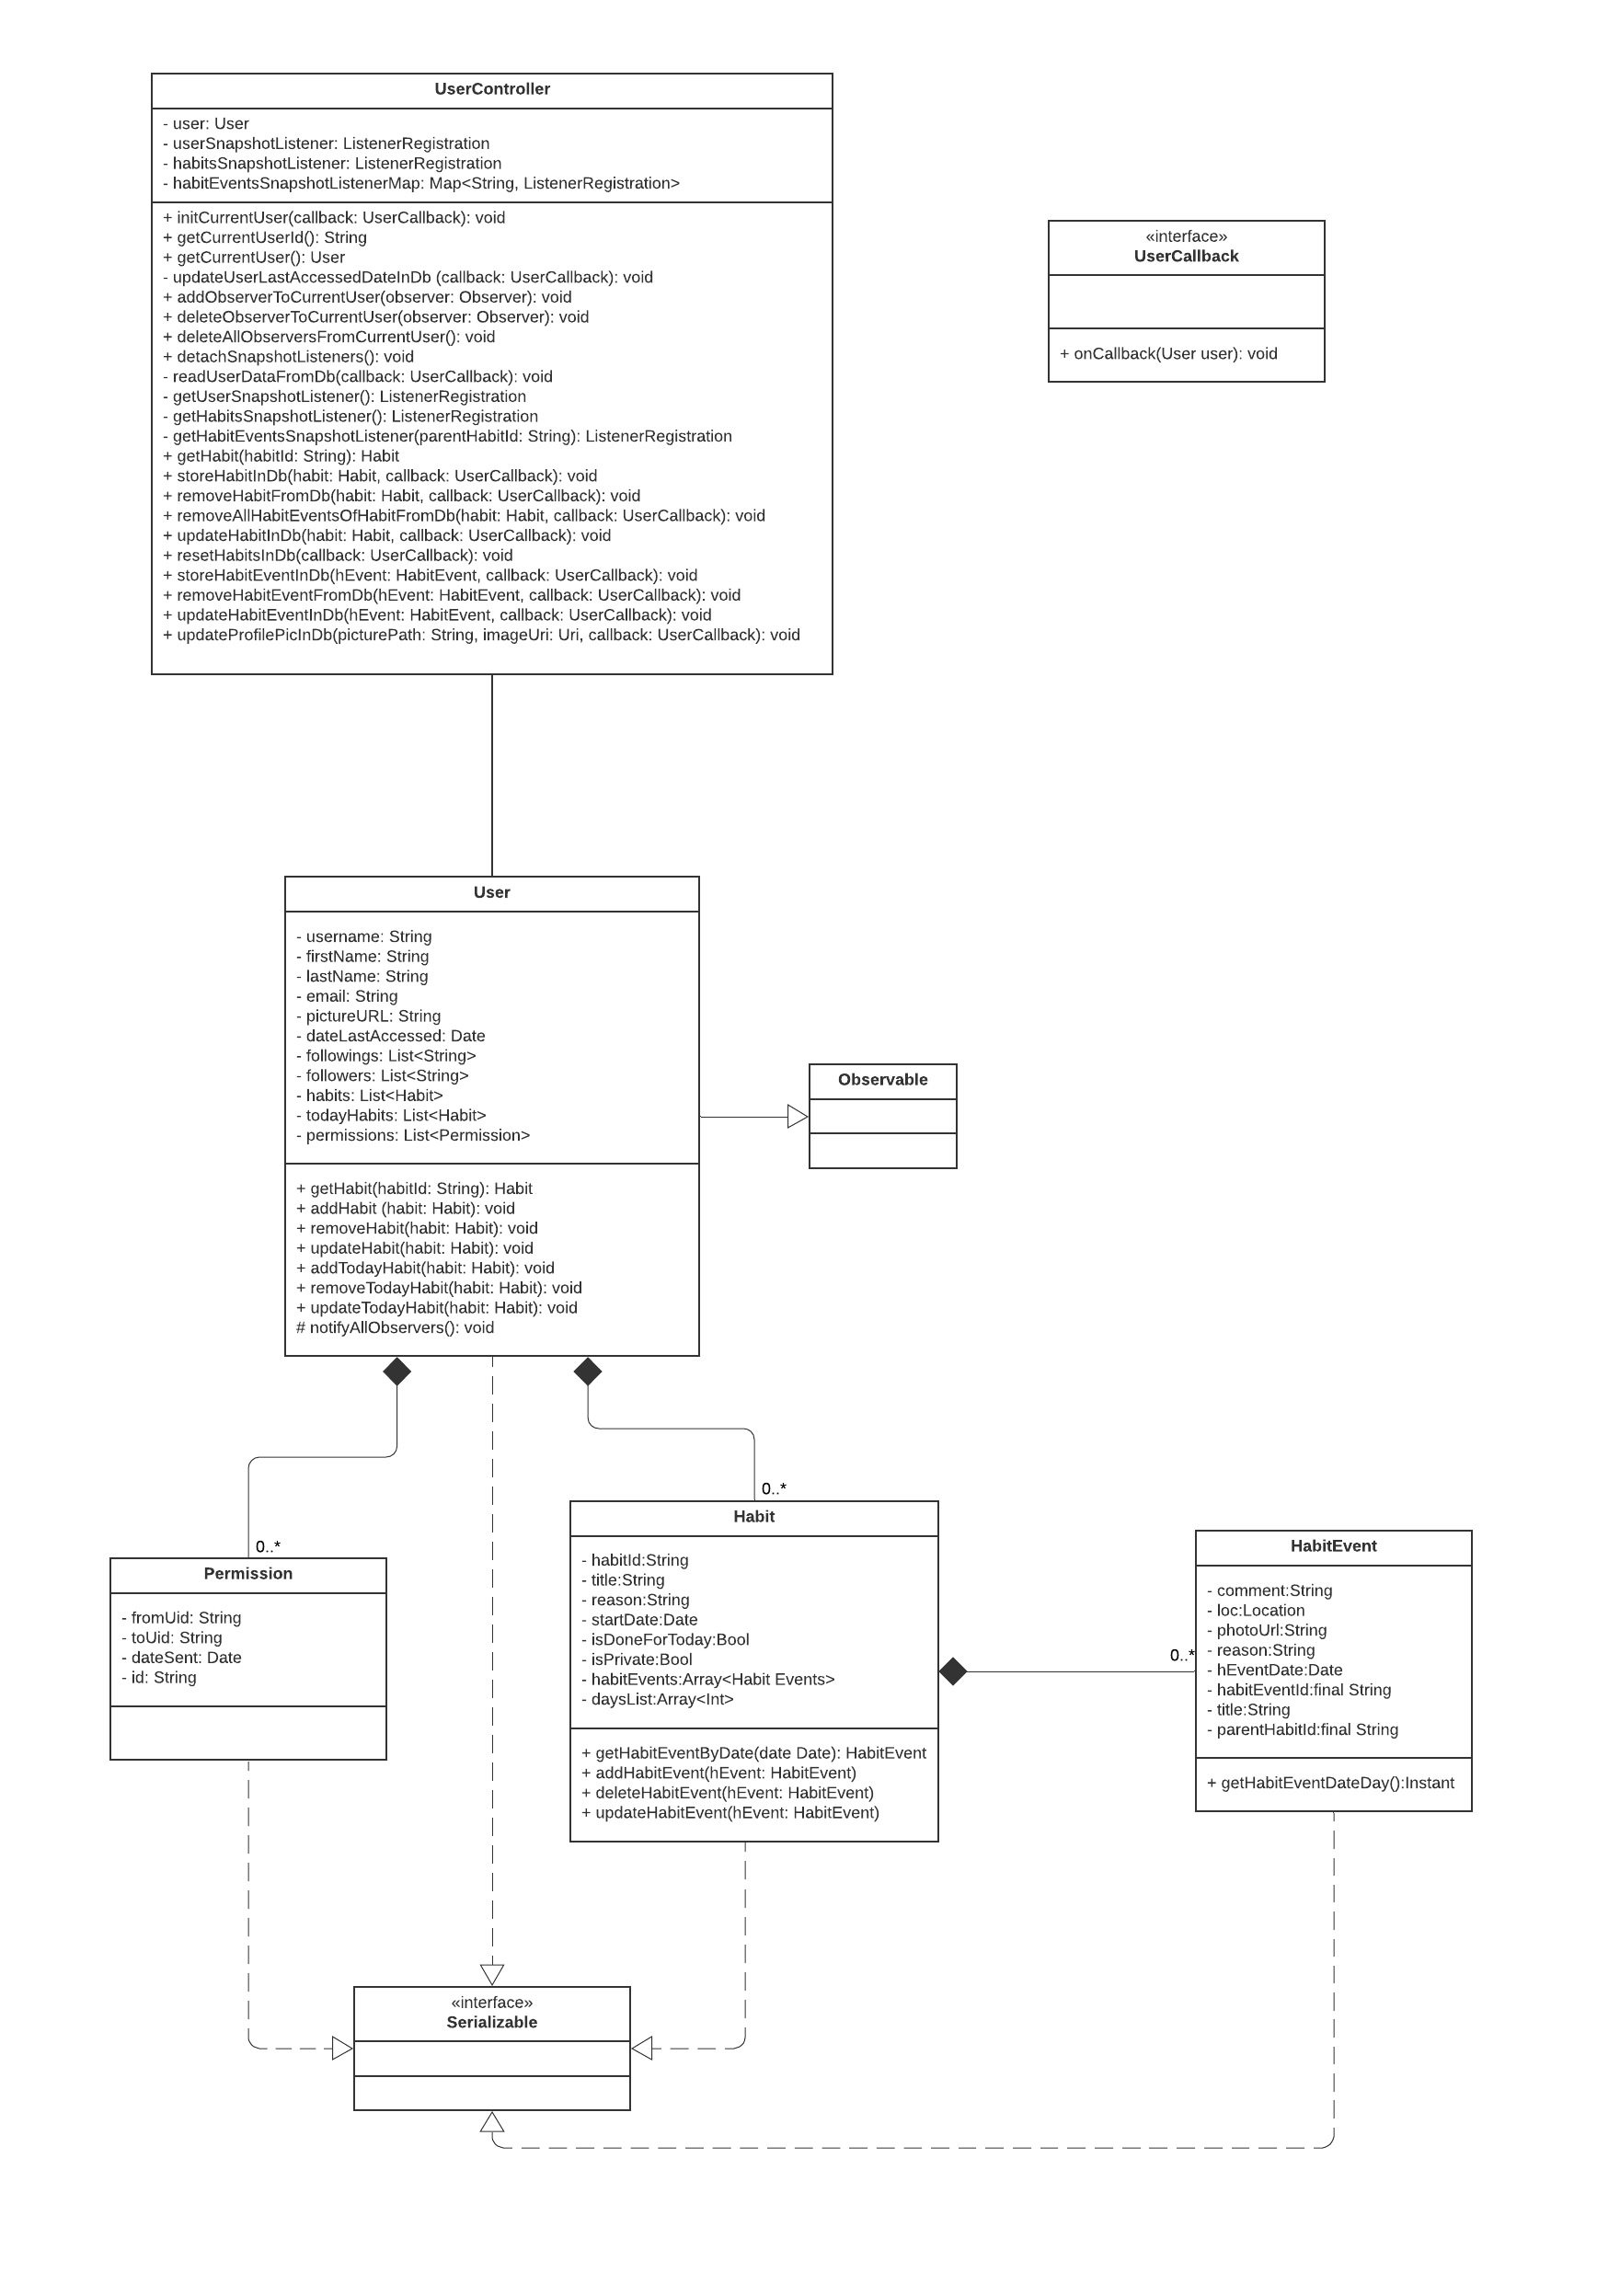 UserController
- user: User
- userSnapshotListener: ListenerRegistration
- habitsSnapshotListener: ListenerRegistration
- habitEventsSnapshotListenerMap: Map<String, ListenerRegistration>
+ initCurrentUser(callback: UserCallback): void
+ getCurrentUserId(): String
+ getCurrentUser(): User
- updateUserLastAccessedDateInDb (callback: UserCallback): void
+ addObserverToCurrentUser(observer: Observer): void
+ deleteObserverToCurrentUser(observer: Observer): void
+ deleteAllObserversFromCurrentUser(): void
+ detachSnapshotListeners(): void
- readUserDataFromDb(callback: UserCallback): void
- getUserSnapshotListener(): ListenerRegistration
- getHabitsSnapshotListener(): ListenerRegistration
- getHabitEventsSnapshotListener(parentHabitId: String): ListenerRegistration
+ getHabit(habitId: String): Habit
+ storeHabitInDb(habit: Habit, callback: UserCallback): void
+ removeHabitFromDb(habit: Habit, callback: UserCallback): void
+ removeAllHabitEventsOfHabitFromDb(habit: Habit, callback: UserCallback): void
+ updateHabitInDb(habit: Habit, callback: UserCallback): void
+ resetHabitsInDb(callback: UserCallback): void
+ storeHabitEventInDb(hEvent: HabitEvent, callback: UserCallback): void
+ removeHabitEventFromDb(hEvent: HabitEvent, callback: UserCallback): void
+ updateHabitEventInDb(hEvent: HabitEvent, callback: UserCallback): void
+ updateProfilePicInDb(picturePath: String, imageUri: Uri, callback: UserCallback): void
«interface»
UserCallback
+ onCallback(User user): void
User
- username: String
- firstName: String
- lastName: String
- email: String
- pictureURL: String
- dateLastAccessed: Date
- followings: List<String>
- followers: List<String>
- habits: List<Habit>
- todayHabits: List<Habit>
- permissions: List<Permission>
+ getHabit(habitId: String): Habit
+ addHabit (habit: Habit): void
+ removeHabit(habit: Habit): void
+ updateHabit(habit: Habit): void
+ addTodayHabit(habit: Habit): void
+ removeTodayHabit(habit: Habit): void
+ updateTodayHabit(habit: Habit): void
# notifyAllObservers(): void
Observable
0..*
Permission
- fromUid: String
- toUid: String
- dateSent: Date
- id: String
0..*
Habit
- habitId:String
- title:String
- reason:String
- startDate:Date
- isDoneForToday:Bool
- isPrivate:Bool
- habitEvents:Array<Habit Events>
- daysList:Array<Int>
+ getHabitEventByDate(date Date): HabitEvent
+ addHabitEvent(hEvent: HabitEvent)
+ deleteHabitEvent(hEvent: HabitEvent)
+ updateHabitEvent(hEvent: HabitEvent)
0..*
HabitEvent
- comment:String
- loc:Location
- photoUrl:String
- reason:String
- hEventDate:Date
- habitEventId:final String
- title:String
- parentHabitId:final String
+ getHabitEventDateDay():Instant
«interface»
Serializable